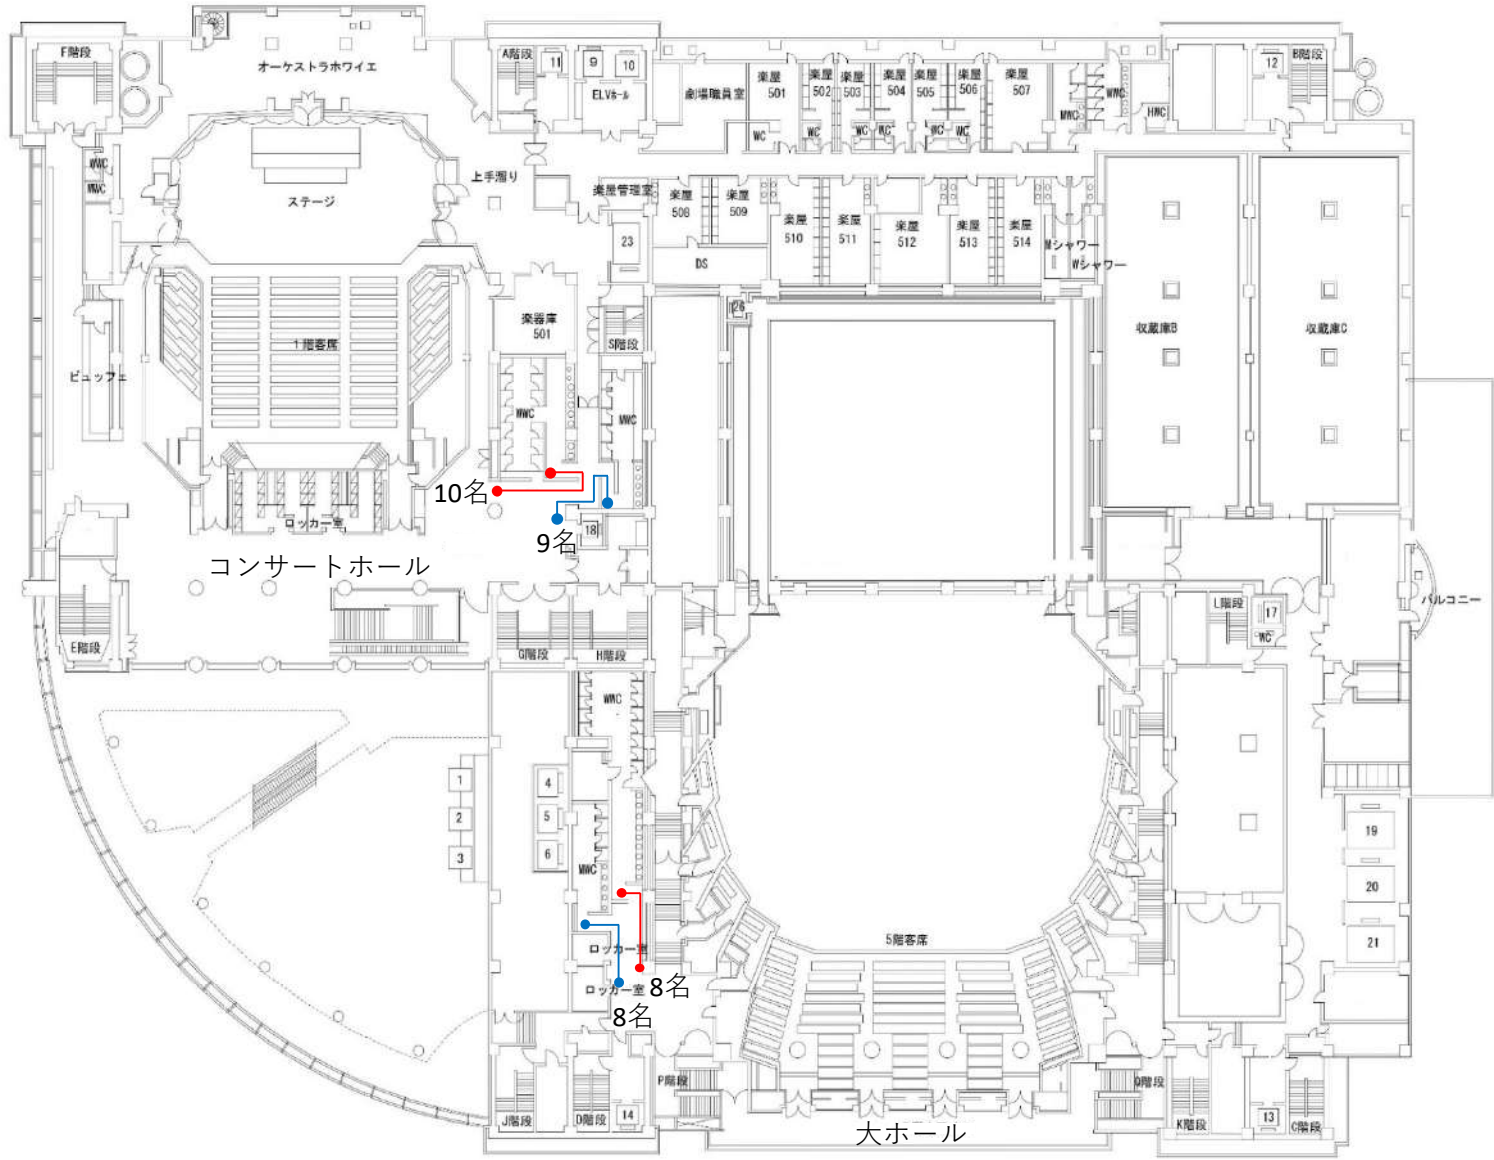 F階段
オーケストラホワイエ
A階段
11
9
10
ELVホール
劇場職員室
楽屋
501
楽屋
502
楽屋
503
楽屋
504
楽屋
505
楽屋
506
楽屋
507
WC
WC
WC
WC
WC
WC
MWC
WWC
HWC
12
B階段
WWC
MWC
ステージ
上手溜り
楽屋管理室
楽屋
508
楽屋
509
楽屋
510
楽屋
511
楽屋
512
楽屋
513
楽屋
514
Mシャワー
Wシャワー
23
DS
26
楽器庫
501
S階段
1階客席
ビュッフェ
収蔵庫B
収蔵庫C
WWC
MWC
10名
9名
18
ロッカー室
コンサートホール
E階段
G階段
H階段
L階段
17
WC
バルコニー
WWC
1
2
3
4
5
6
MWC
19
20
21
5階客席
ロッカー室
ロッカー室
8名
8名
J階段
D階段
14
P階段
Q階段
K階段
13
C階段
大ホール